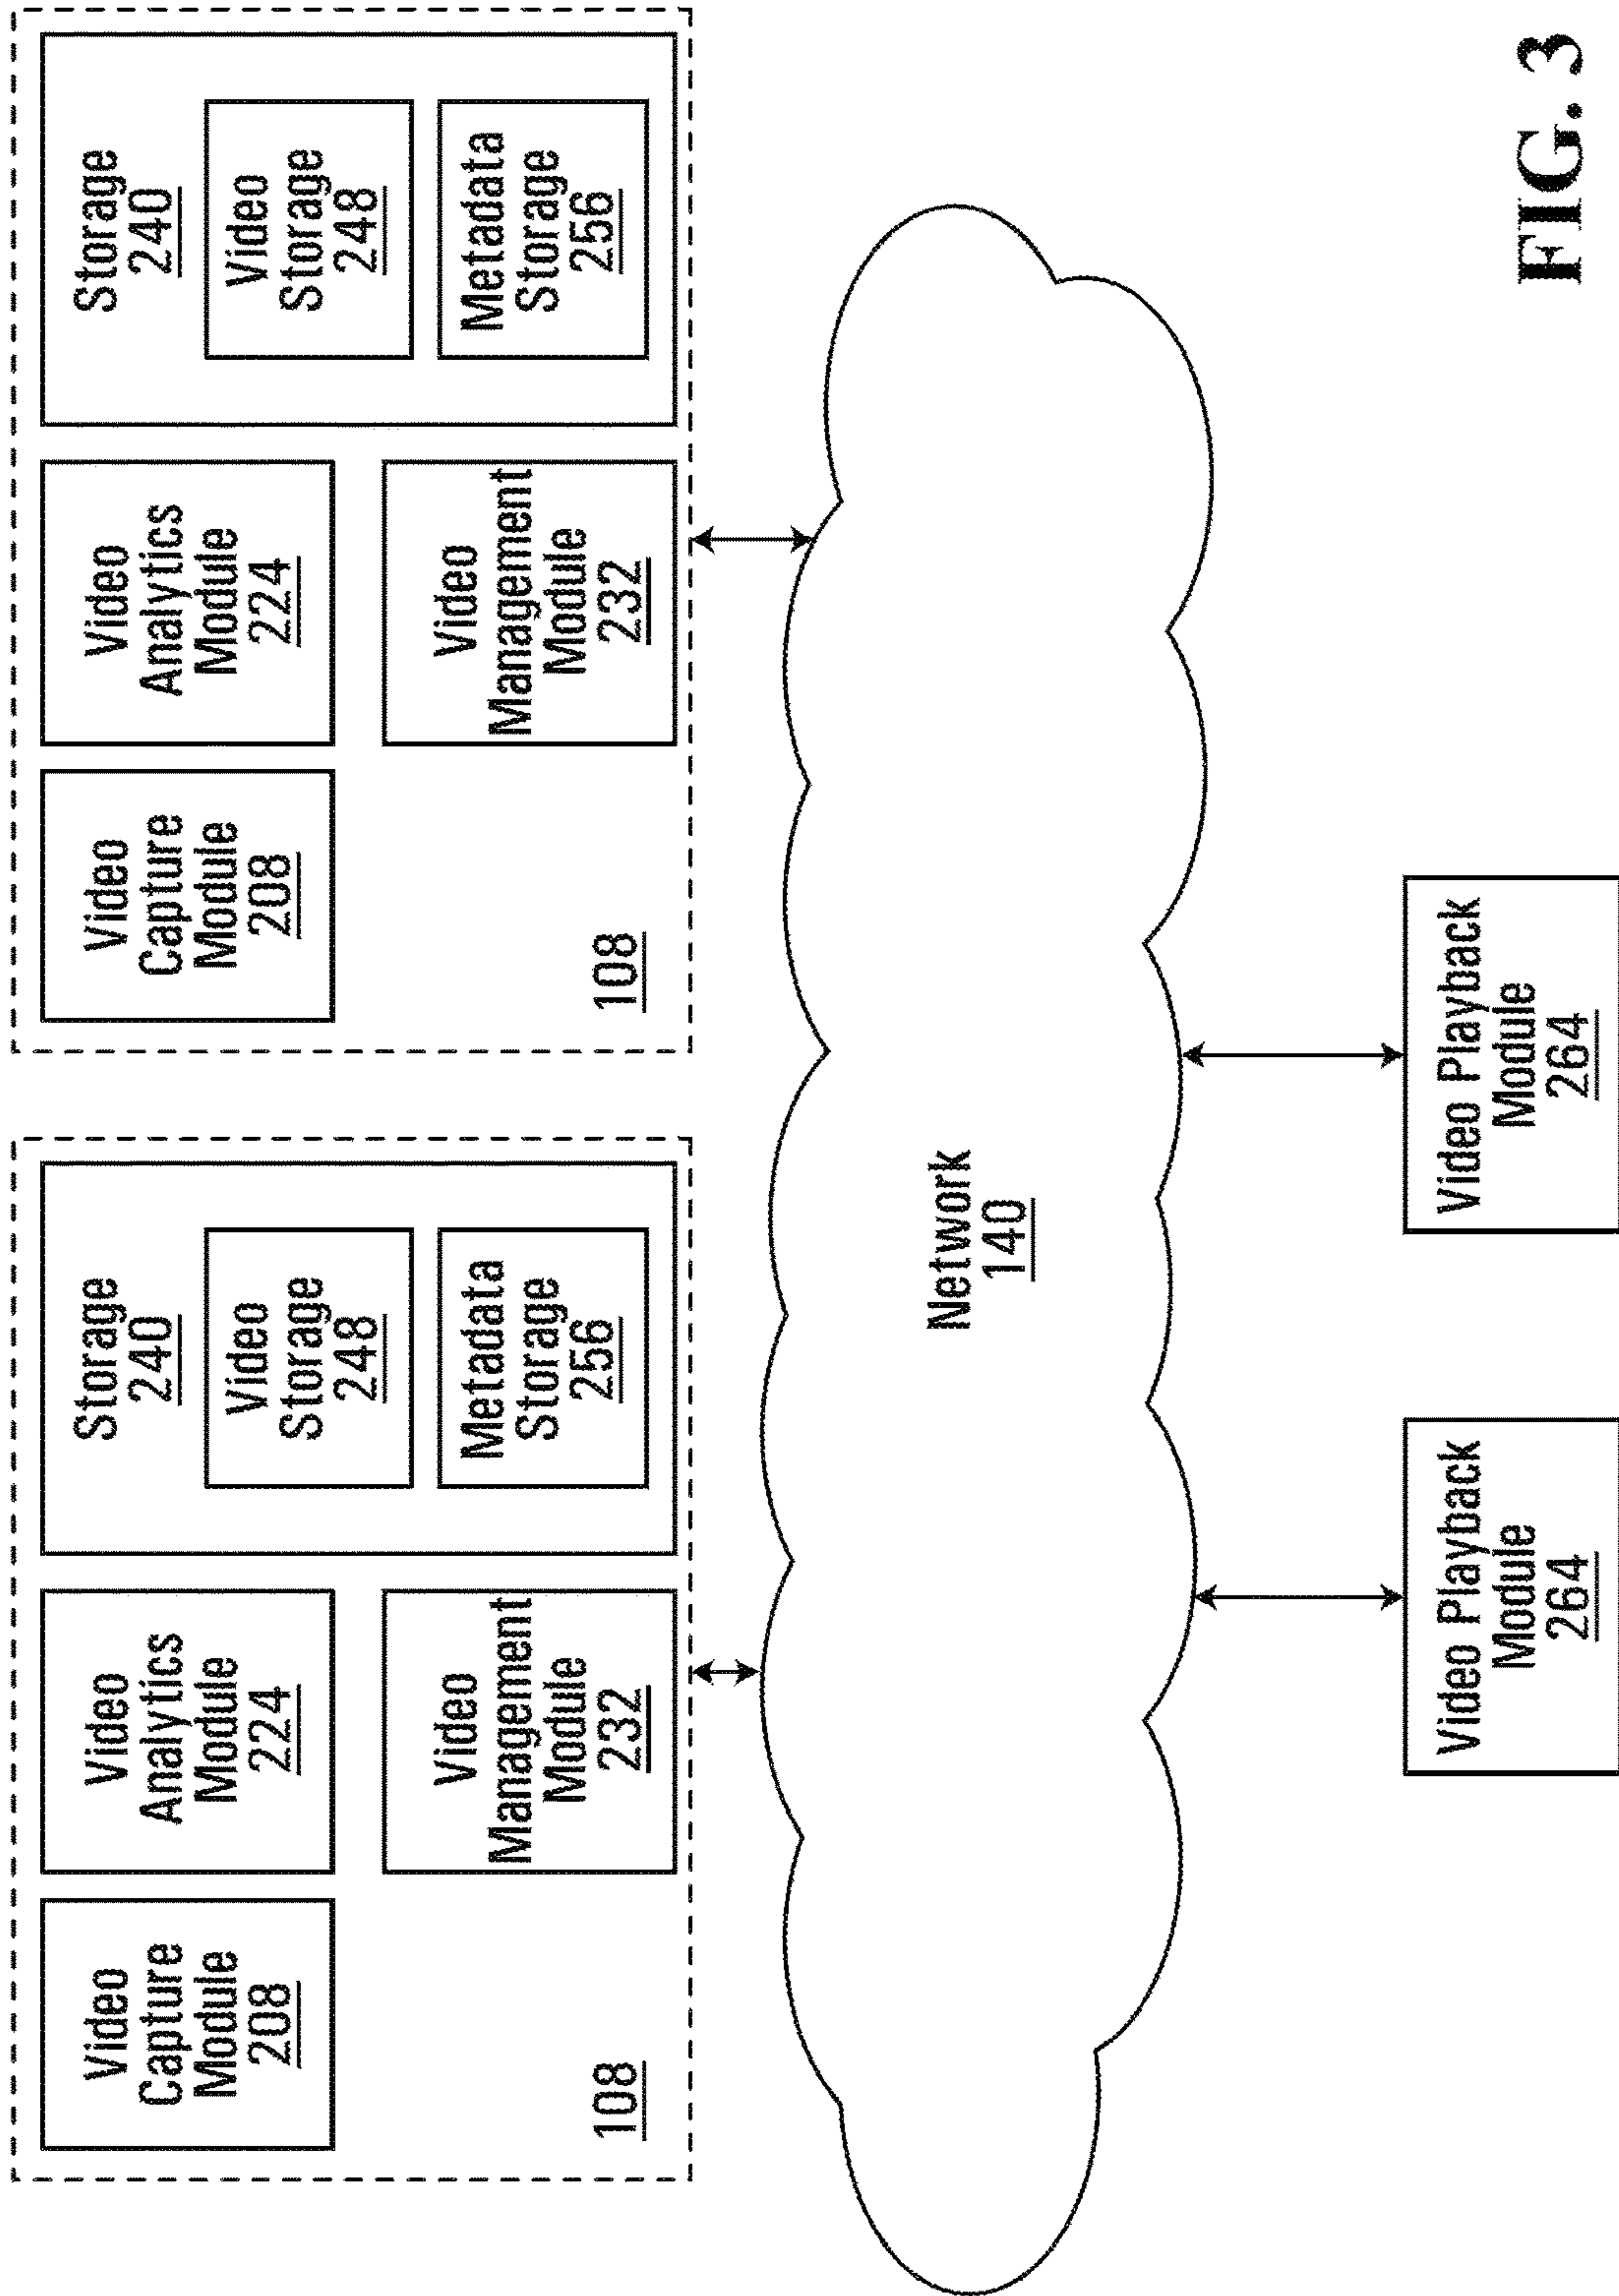 Video
Capture
Module
208
Video
Analytics
Module
224
Video
Management
Module
232
Storage
240
Video
Storage
248
Metadata
Storage
256
108
Video
Capture
Module
208
Video
Analytics
Module
224
Video
Management
Module
232
Storage
240
Video
Storage
248
Metadata
Storage
256
108
Network
140
Video Playback
Module
264
Video Playback
Module
264
FIG. 3